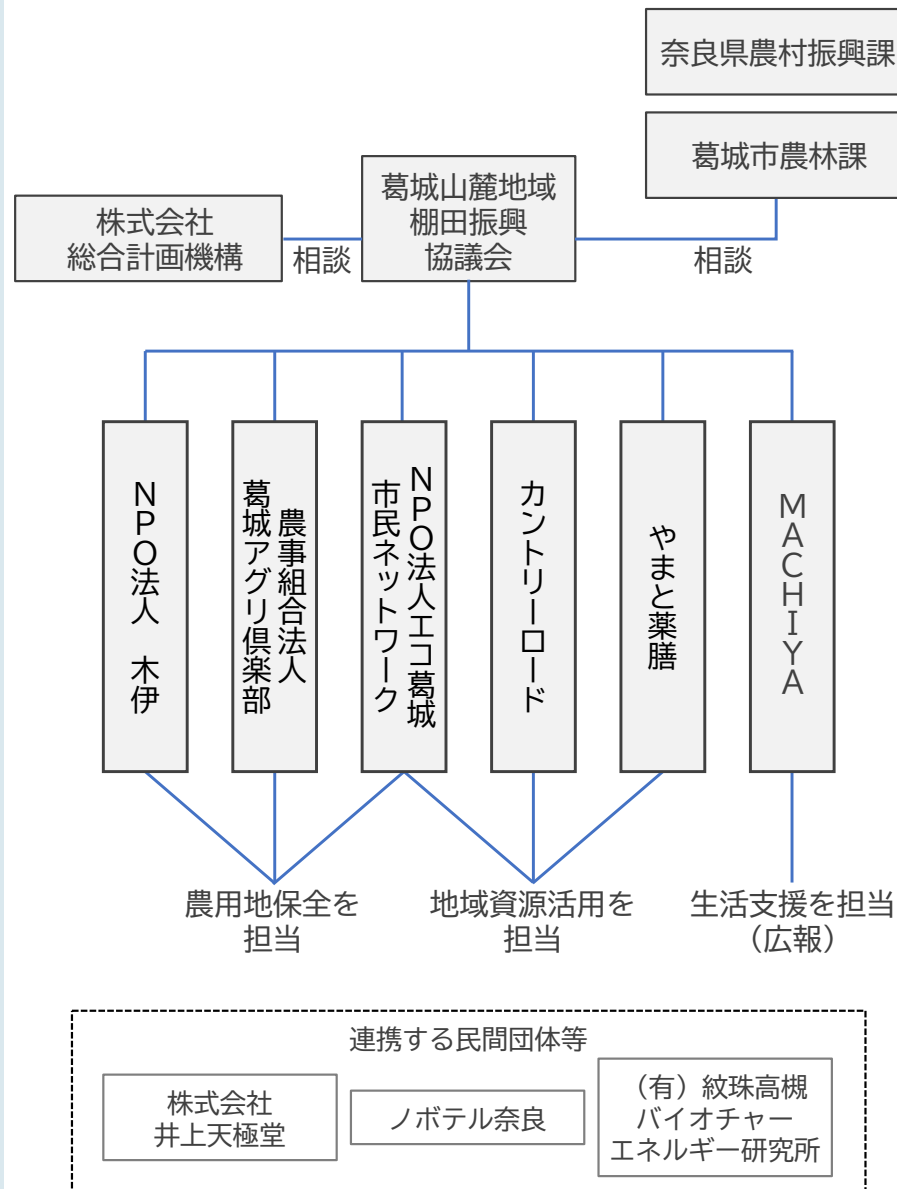 奈良県農村振興課
葛城市農林課
葛城山麓地域
棚田振興
協議会
株式会社
総合計画機構
相談
相談
NPO法人　木伊
農事組合法人
葛城アグリ倶楽部
NPO法人エコ葛城
市民ネットワーク
カントリーロード
やまと薬膳
MACHIYA
農用地保全を
担当
地域資源活用を
担当
生活支援を担当
（広報）
連携する民間団体等
株式会社
井上天極堂
ノボテル奈良
（有）紋珠高槻
バイオチャー
エネルギー研究所